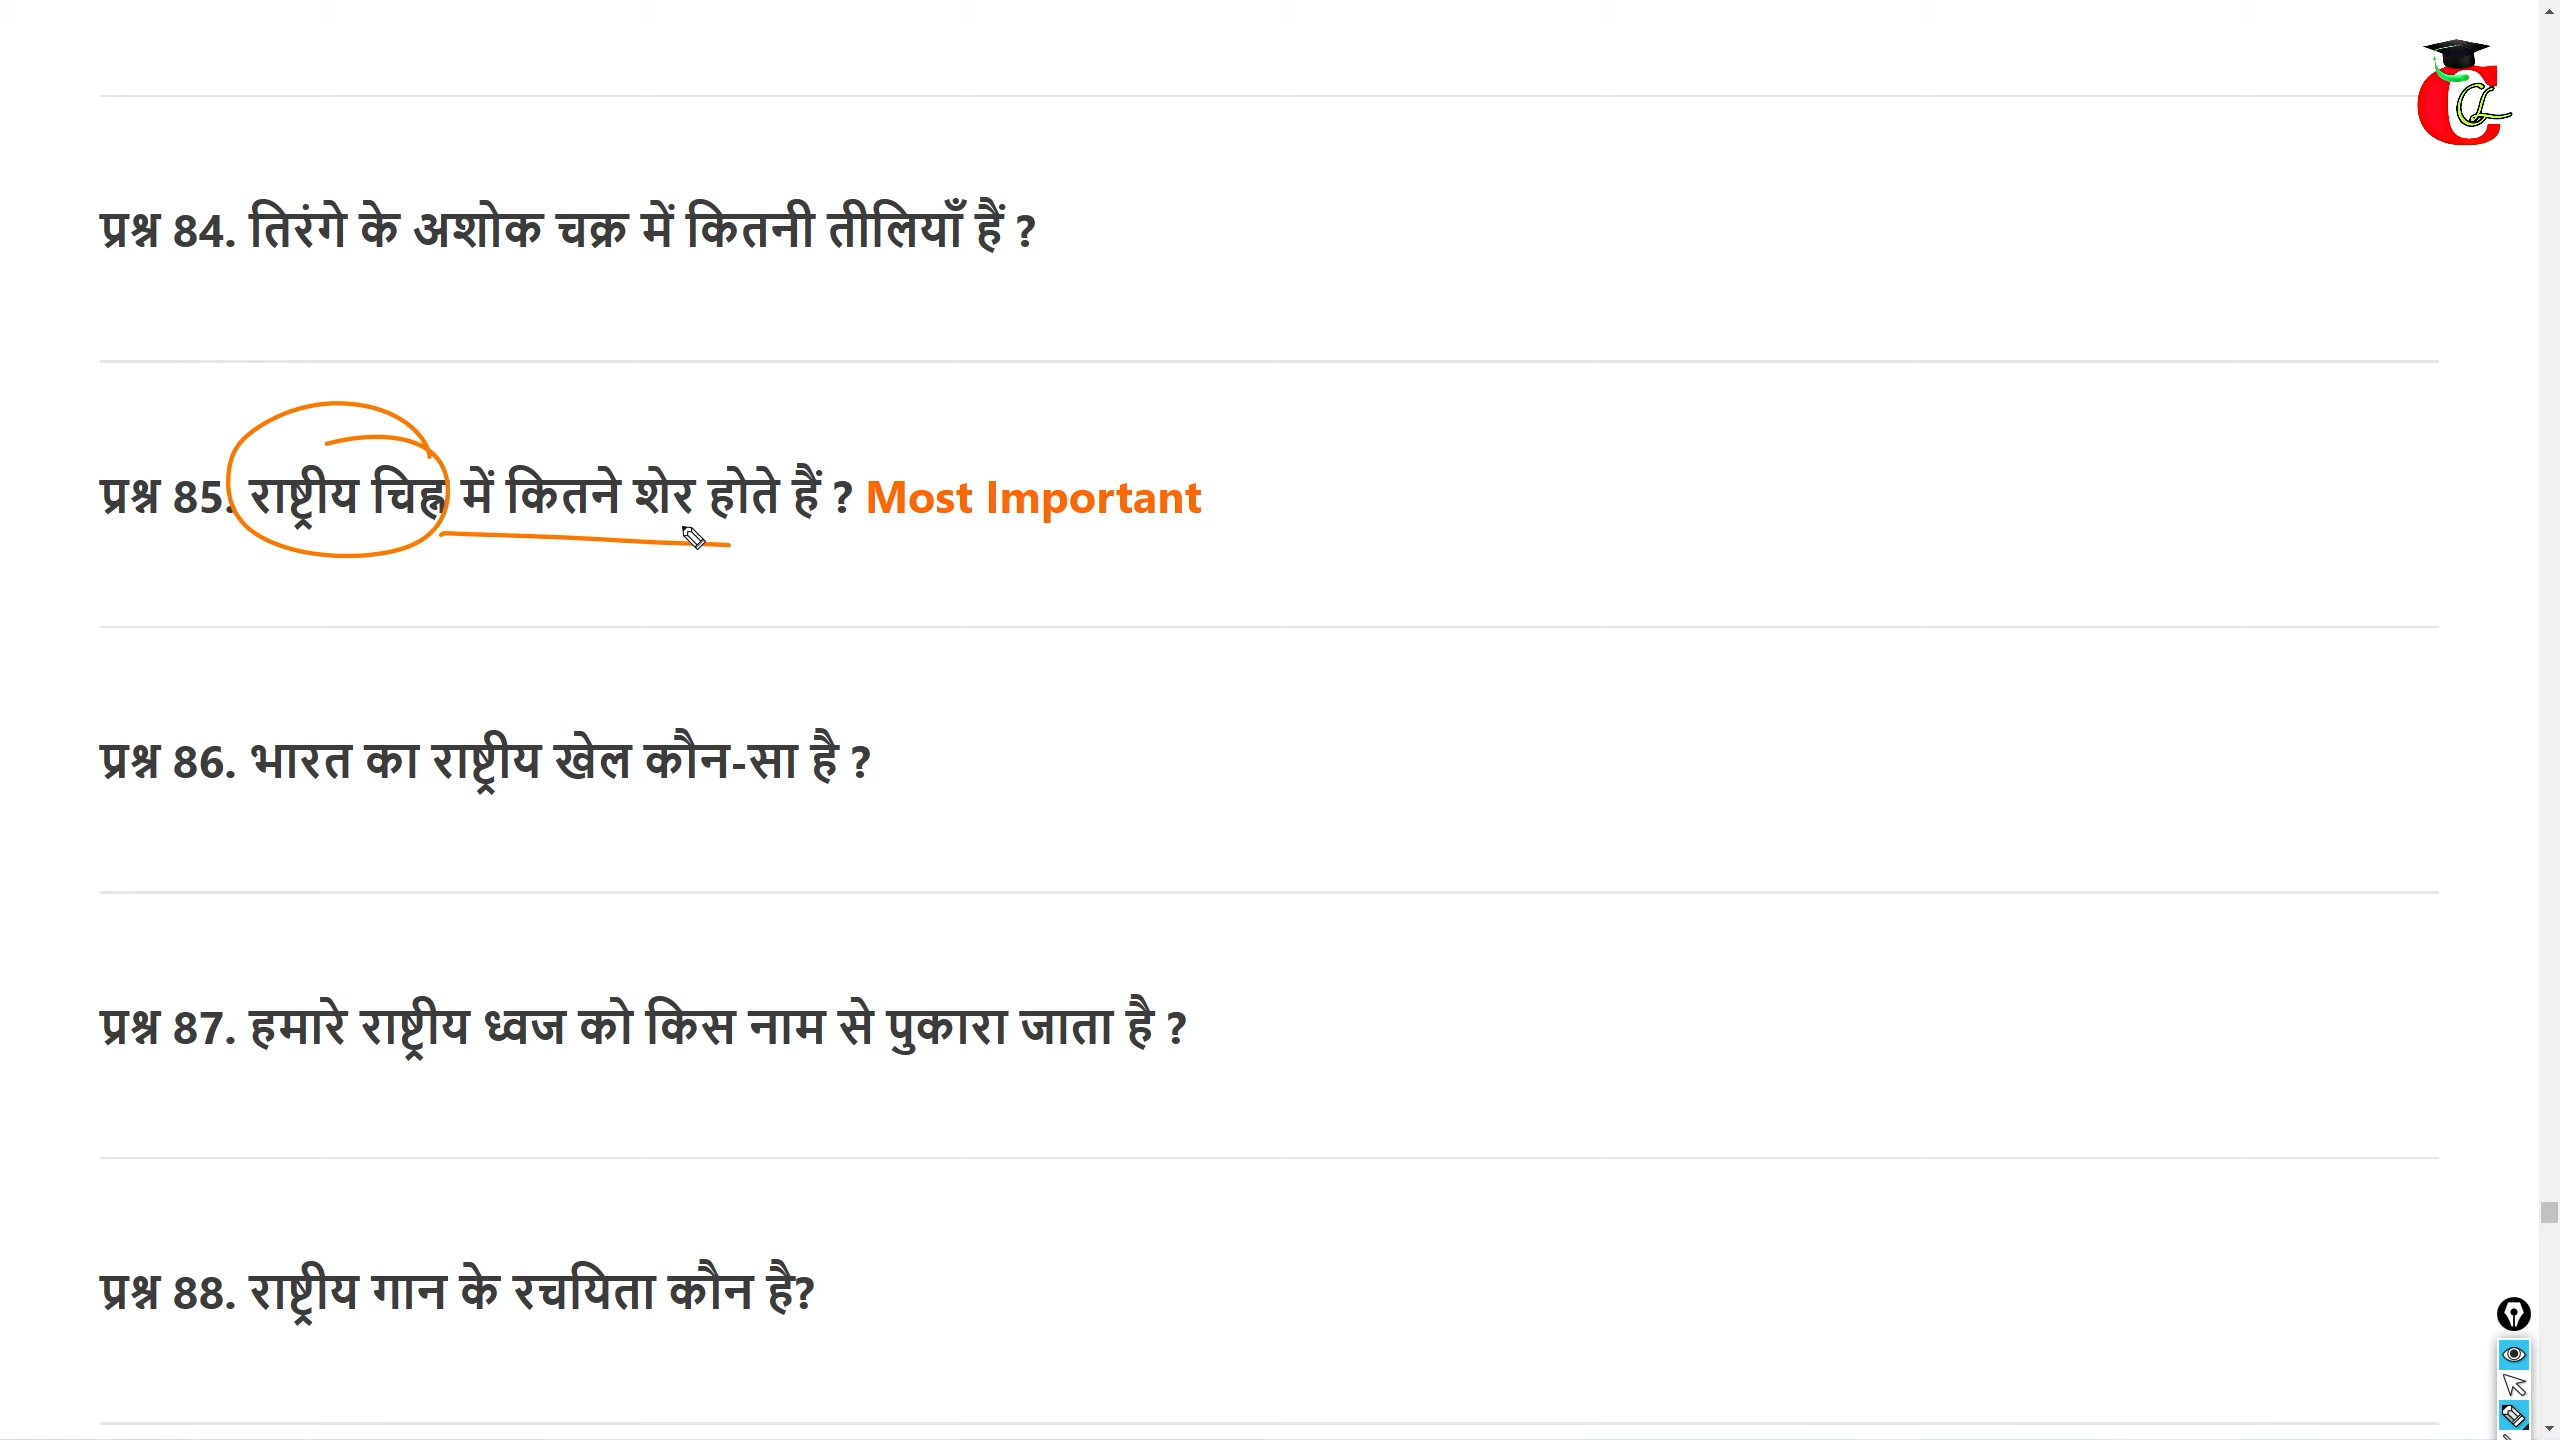 प्रश्न 84. तिरंगे के अशोक चक्र में कितनी तीलियाँ हैं ?
प्रश्न 85. राष्ट्रीय चिह्न में कितने शेर होते हैं ? Most Important
प्रश्न 86. भारत का राष्ट्रीय खेल कौन-सा है ?
प्रश्न 87. हमारे राष्ट्रीय ध्वज को किस नाम से पुकारा जाता है ?
प्रश्न 88. राष्ट्रीय गान के रचयिता कौन है?